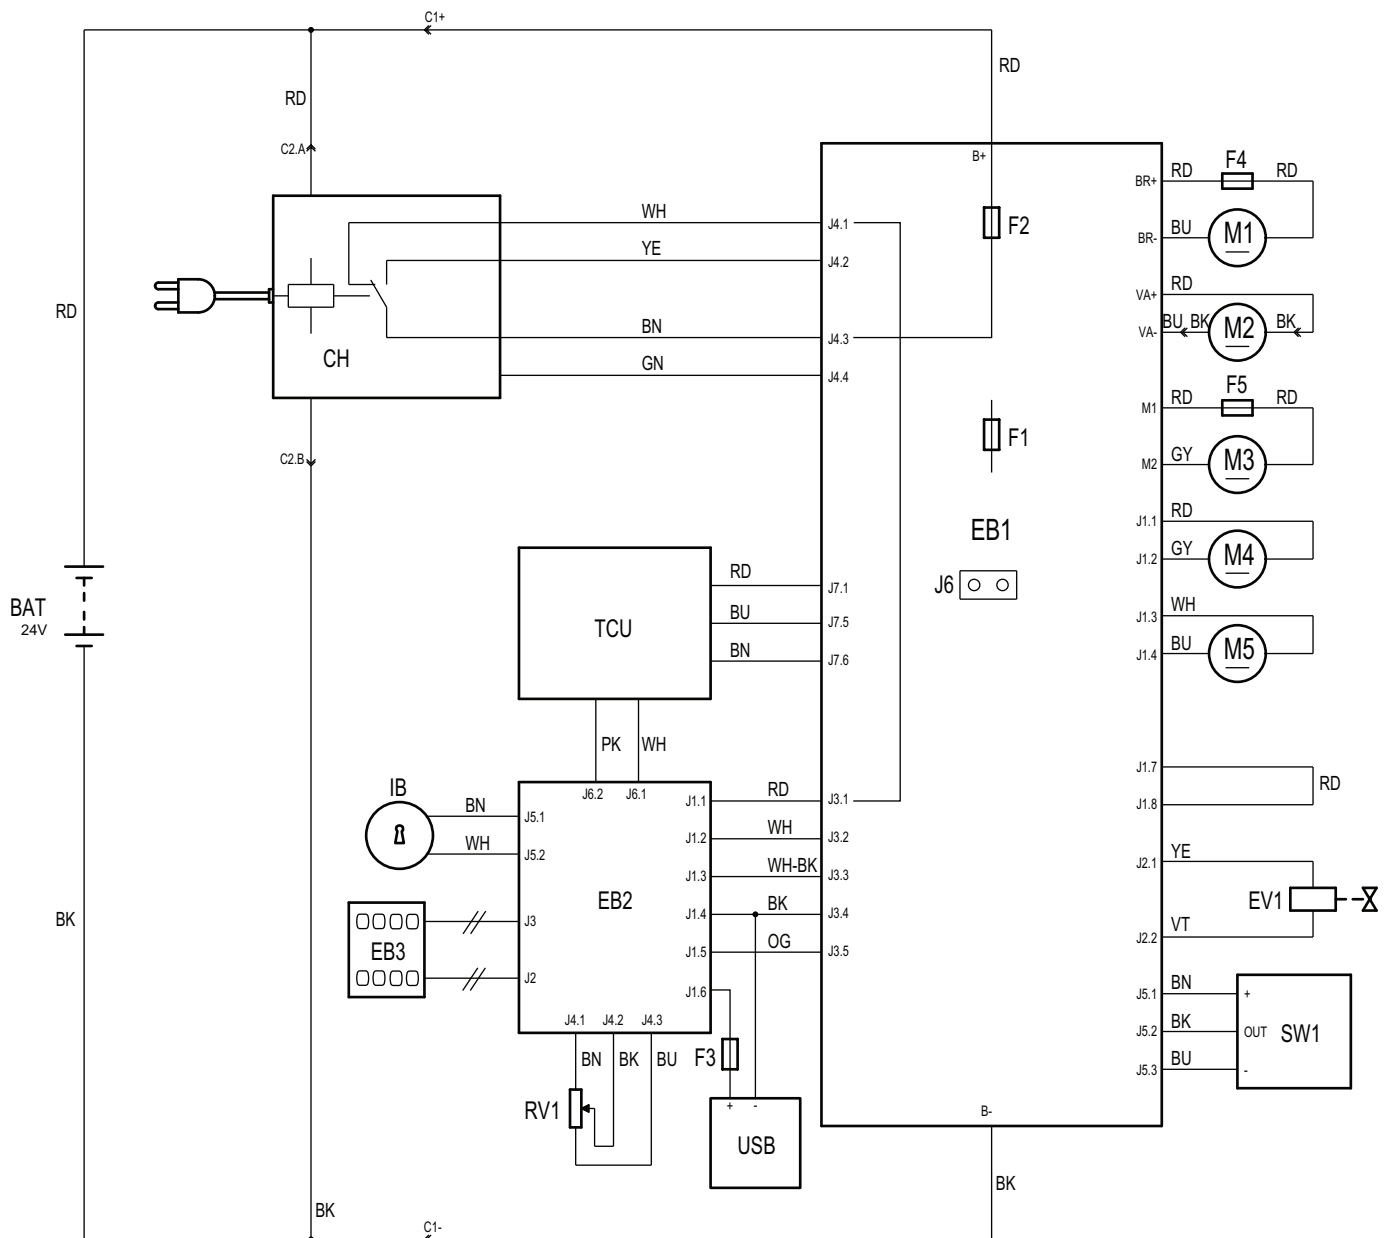 C1+
RD
RD
C2.A
B+
BR+
RD
F4
RD
WH
J4.1
F2
BR-
BU
M1
YE
J4.2
VA+
RD
RD
BN
J4.3
VA-
BU
BK
M2
BK
CH
GN
J4.4
M1
RD
F5
RD
C2.B
F1
M2
GY
M3
EB1
J1.1
RD
J1.2
GY
M4
BAT
24V
TCU
RD
J7.1
J6
BU
J7.5
J1.3
WH
BN
J7.6
J1.4
BU
M5
PK
WH
IB
J6.2
J6.1
J1.7
RD
J1.8
BN
J5.1
J1.1
RD
J3.1
WH
J5.2
J1.2
WH
J3.2
J1.3
WH-BK
J3.3
J2.1
YE
BK
EB2
J1.4
BK
J3.4
EV1
EB3
J3
J1.5
OG
J3.5
J2.2
VT
J2
J1.6
J5.1
BN
+
J4.1
J4.2
J4.3
J5.2
BK
OUT
SW1
BN
BK
BU
F3
J5.3
BU
-
RV1
+
-
B-
USB
BK
BK
C1-